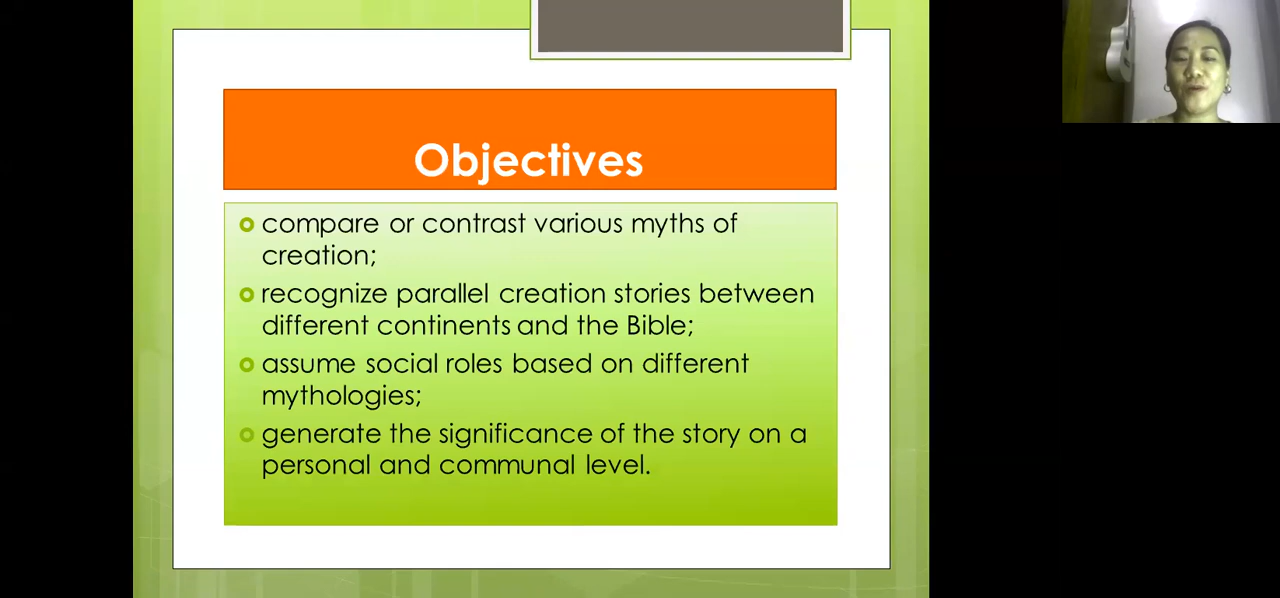 Objectives
compare or contrast various myths of
creation;
recognize parallel creation stories between
different continents and the Bible;
assume social roles based on different
mythologies;
generate the significance of the story on a
personal and communal level.